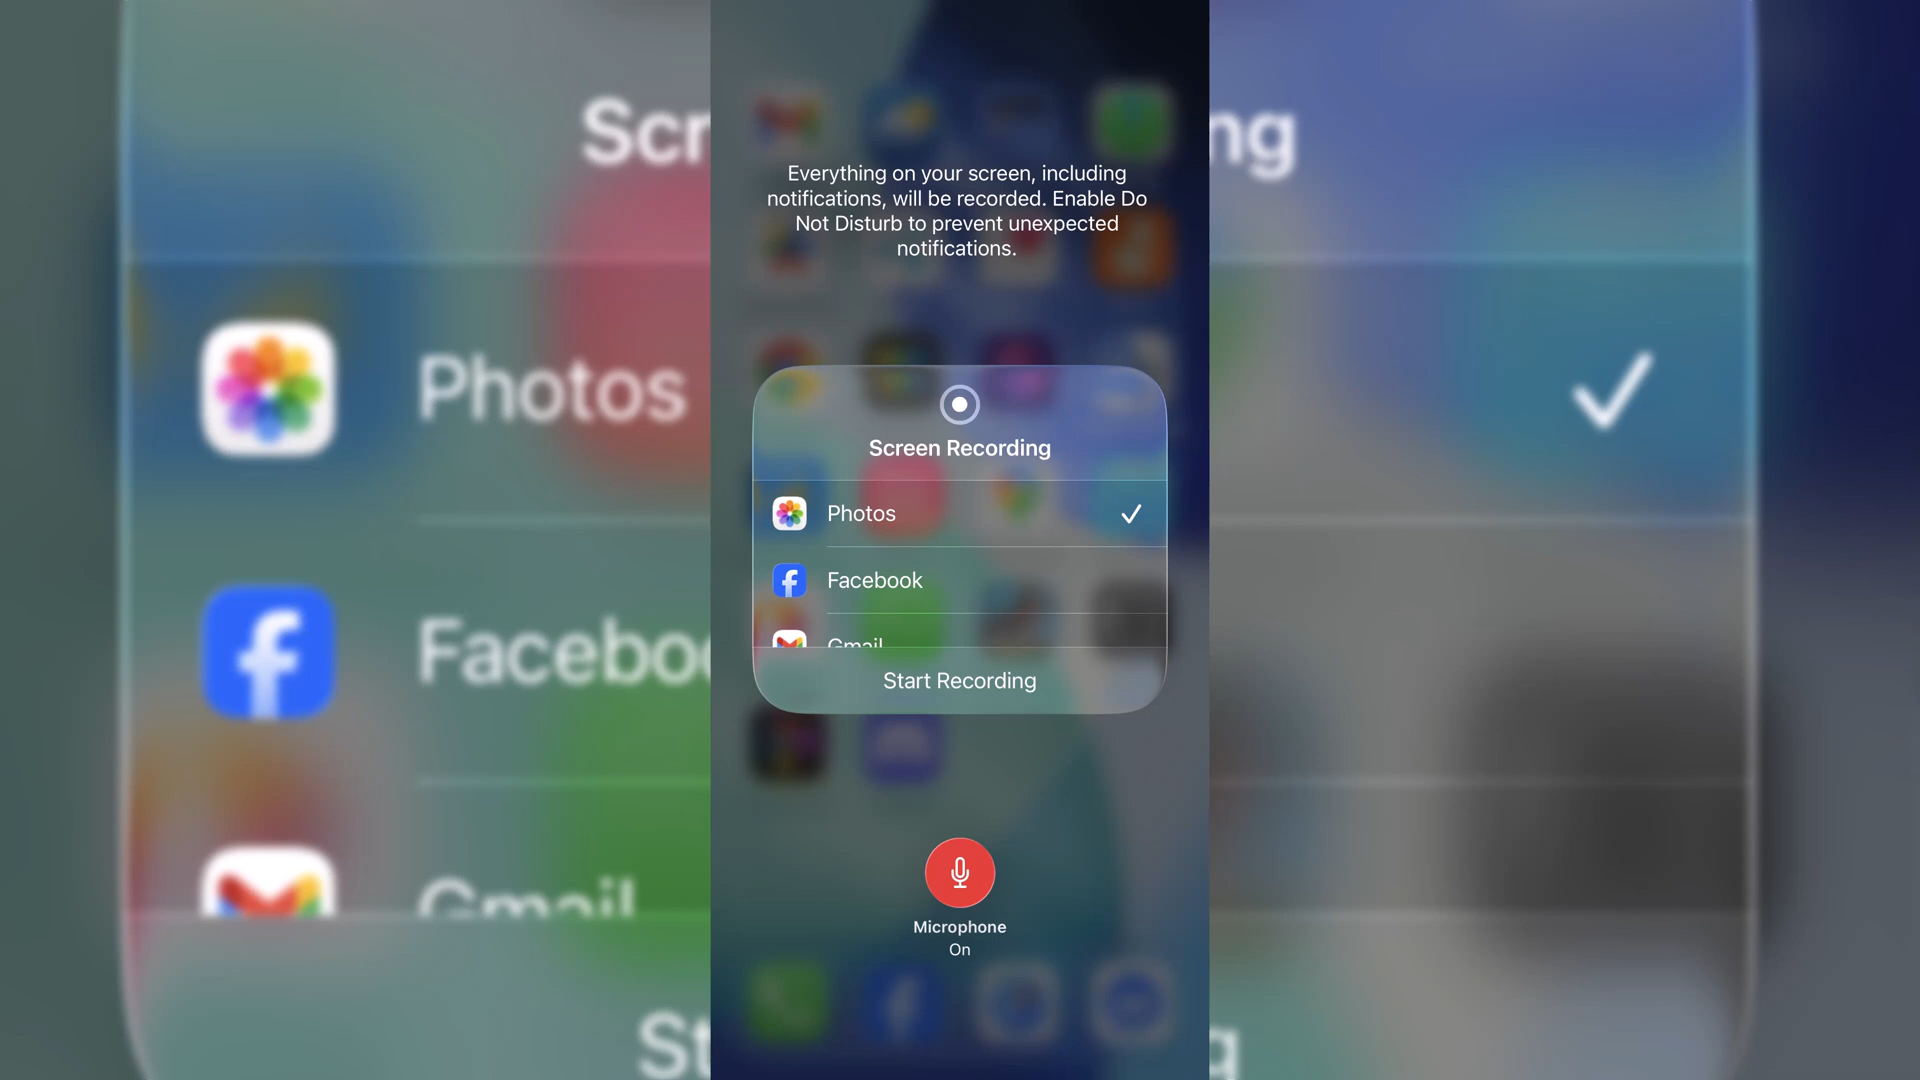 Everything on your screen, including
notifications, will be recorded. Enable Do
Not Disturb to prevent unexpected
notifications.
Screen Recording
Photos
Facebook
Gmail
Start Recording
Microphone
On